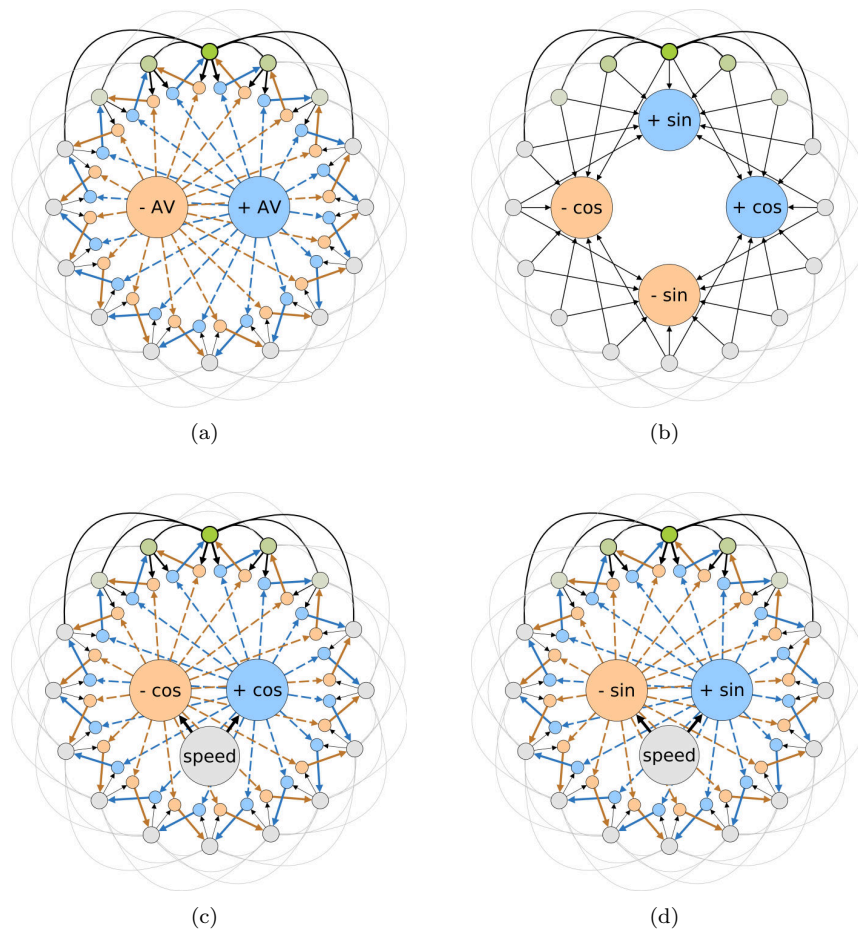 - AV
+ AV
+ sin
- cos
+ cos
- sin
(a)
(b)
- cos
+ cos
speed
- sin
+ sin
speed
(c)
(d)